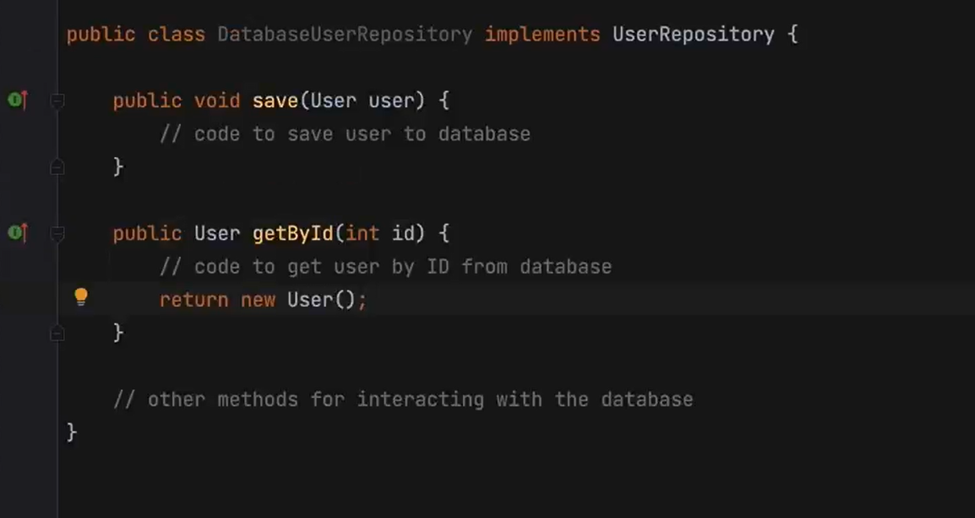 public class DatabaseUserRepository implements UserRepository {
public void save(User user) {
// code to save user to database
}
public User getById(int id) {
// code to get user by ID from database
return new User();
}
// other methods for interacting with the database
}